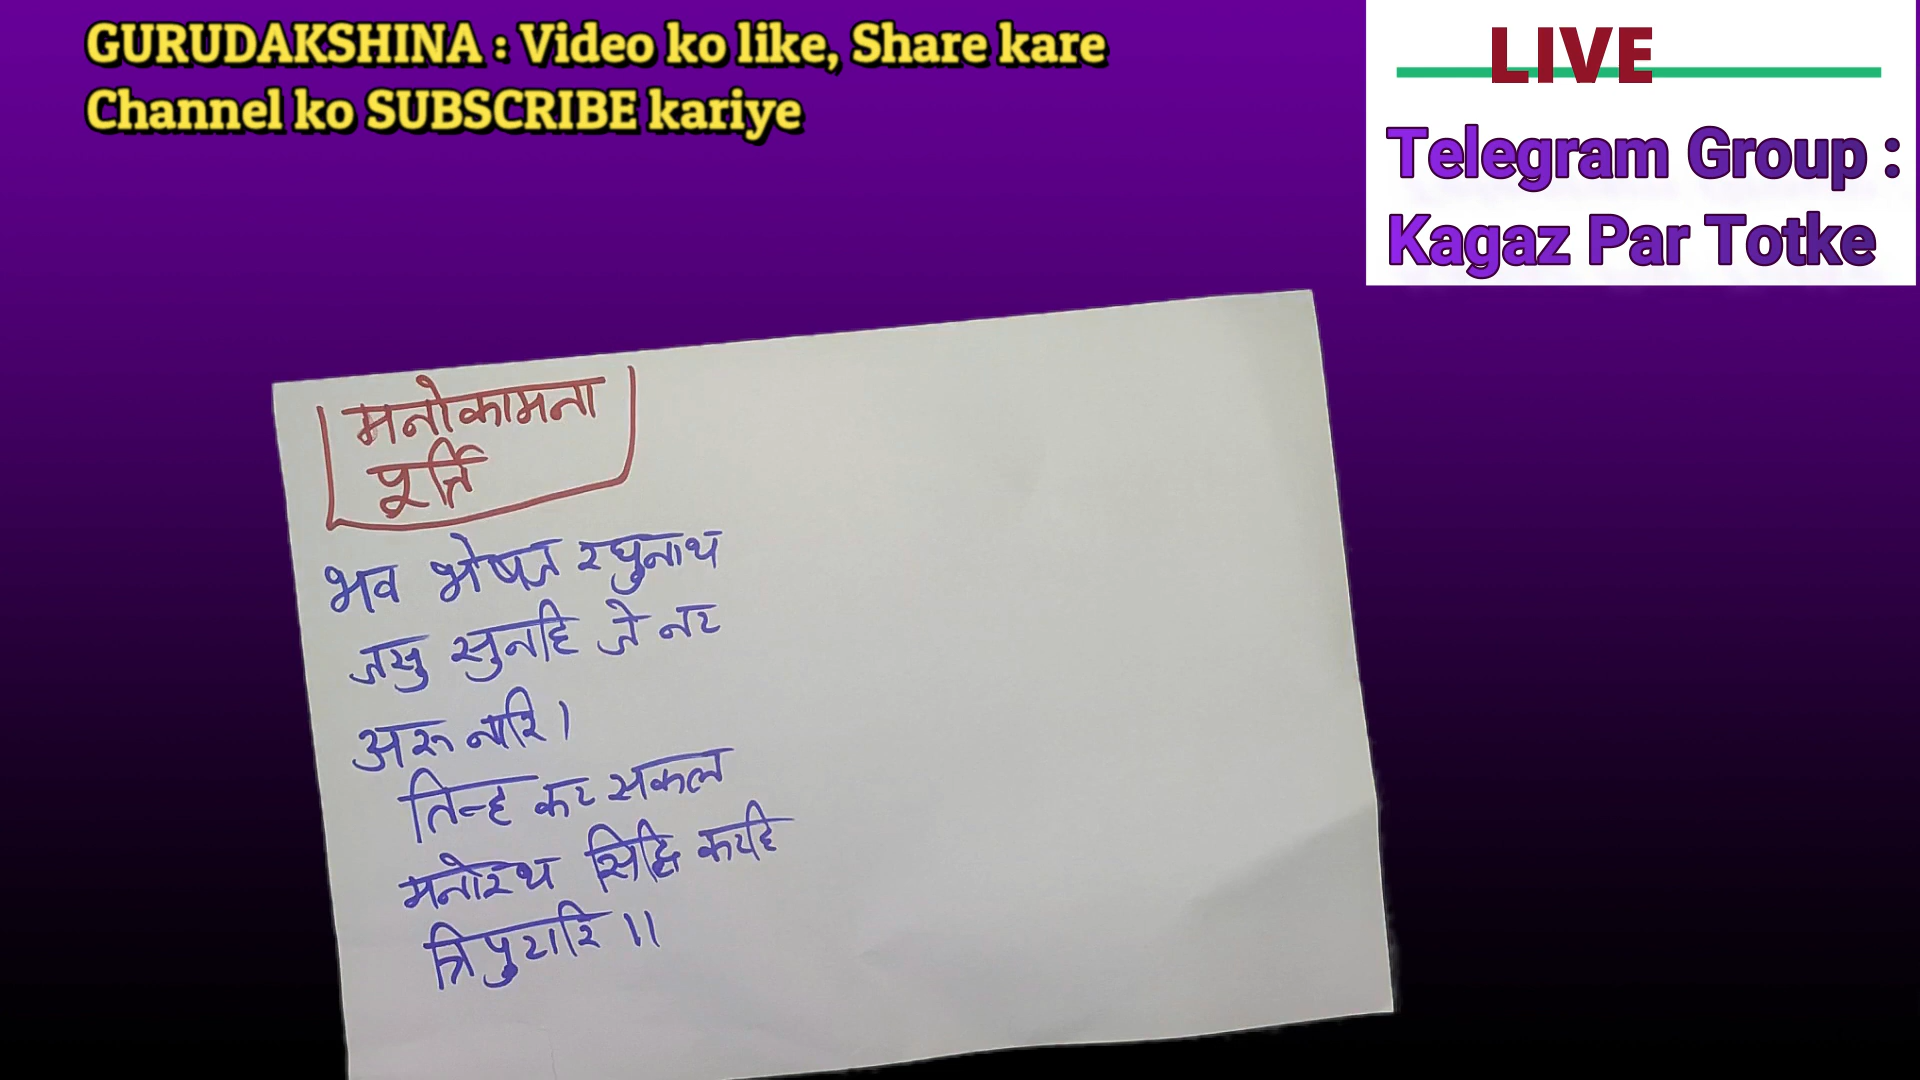 GURUDAKSHINA : Video ko like, Share kare
Channel ko SUBSCRIBE kariye
LIVE
Telegram Group :
Kagaz Par Totke
मनोकामना
पूर्ति
भव भेषज रघुनाथ
जसु सुनहि जे नर
अरू नारि।
तिन्ह कर सकल
मनोरथ सिद्धि करहि
त्रिपुरारि॥